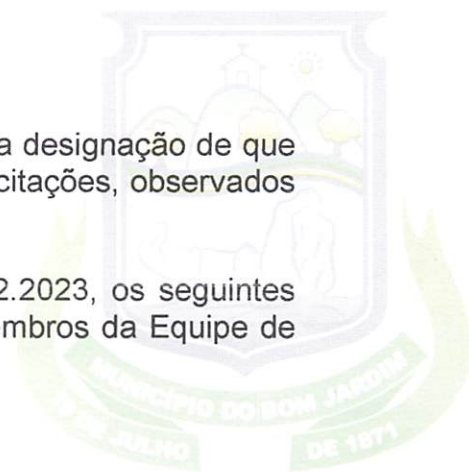 a designação de que
citações, observados
2.2023, os seguintes
mbros da Equipe de
MUNICÍPIO DO BOM JARDIM
19 DE JULHO
DE 1871